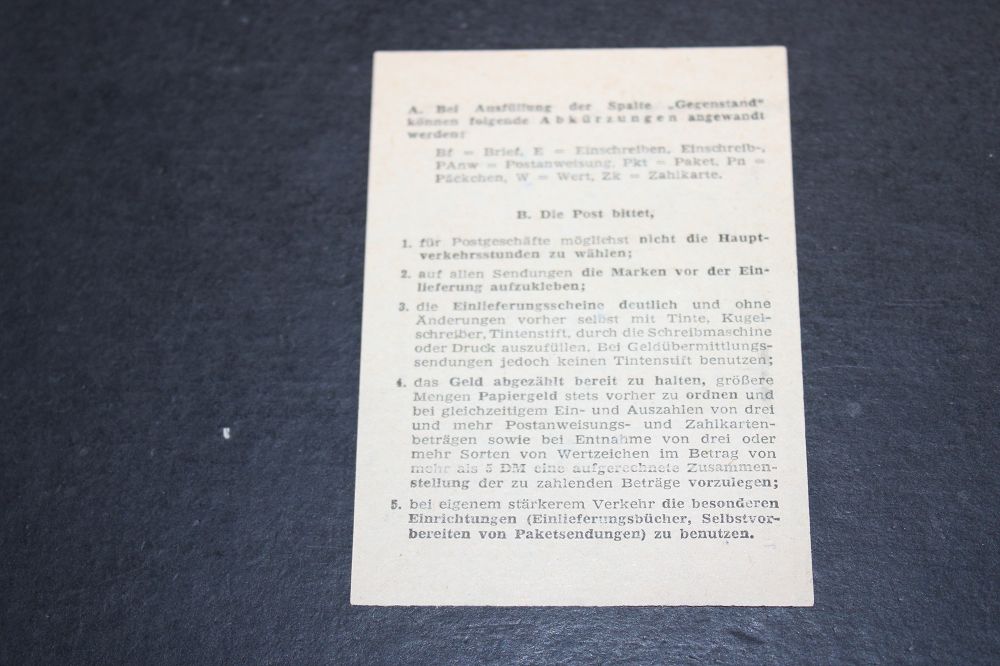 A. Bei Ausfüllung der Spalte „Gegenstand"
können folgende Abkürzungen angewandt
werden:
Bf = Brief, E = Einschreiben, Einschreib-,
PAnw = Postanweisung, Pkt = Paket, Pn =
Päckchen, W = Wert, Zk = Zahlkarte.
B. Die Post bittet,
1. für Postgeschäfte möglichst nicht die Haupt-
verkehrsstunden zu wählen;
2. auf allen Sendungen die Marken vor der Ein-
lieferung aufzukleben;
3. die Einlieferungsscheine deutlich und ohne
Änderungen vorher selbst mit Tinte, Kugel-
schreiber, Tintenstift, durch die Schreibmaschine
oder Druck auszufüllen. Bei Geldübermittlungs-
sendungen jedoch keinen Tintenstift benutzen;
4. das Geld abgezählt bereit zu halten, größere
Mengen Papiergeld stets vorher zu ordnen und
bei gleichzeitigem Ein- und Auszahlen von drei
und mehr Postanweisungs- und Zahlkarten-
beträgen sowie bei Entnahme von drei oder
mehr Sorten von Wertzeichen im Betrag von
mehr als 5 DM eine aufgerechnete Zusammen-
stellung der zu zahlenden Beträge vorzulegen;
5. bei eigenem stärkerem Verkehr die besonderen
Einrichtungen (Einlieferungsbücher, Selbstvor-
bereiten von Paketsendungen) zu benutzen.